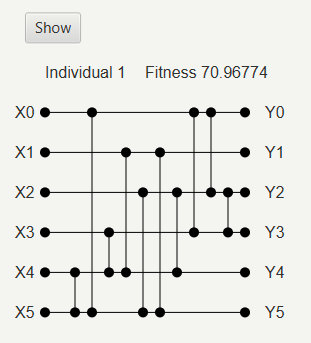 Show
Individual 1 Fitness 70.96774
X0 Y0
X1 Y1
X2 Y2
X3 Y3
X4 Y4
X5 Y5